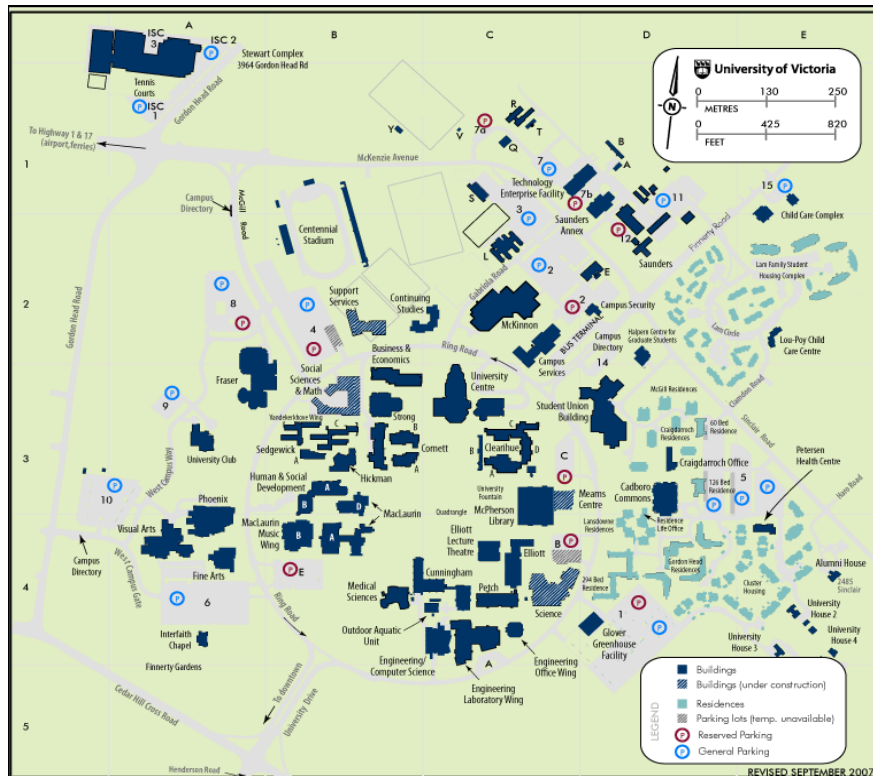 A
B
C
D
E
ISC 3
ISC 2
Stewart Complex
3964 Gordon Head Rd
Tennis
Courts
ISC
1
Gordon Head Road
University of Victoria
0 130 250
METRES
N
0 425 820
FEET
To Highway 1 & 17
(airport, ferries)
McKenzie Avenue
Y
V
7a
R
T
Q
B
A
1
7
Technology
Enterprise Facility
7b
11
15
Child Care Complex
Campus
Directory
McGill Road
S
3
Saunders
Annex
12
Finnerty Road
Centennial
Stadium
L
Saunders
Lam Family Student
Housing Complex
Gabriola Road
2
E
Gordon Head Road
2
8
Support
Services
Continuing
Studies
McKinnon
2
Campus Security
4
Lam Circle
BUS TERMINAL
Campus
Directory
Halpern Centre for
Graduate Students
Lou-Poy Child
Care Centre
Ring Road
Business &
Economics
Campus
Services
14
Fraser
Social
Sciences
& Math
University
Centre
McGill Residences
Clarndon Road
Student Union
Building
9
Vandekerkhove Wing
Strong
Sinclair Road
60 Bed
Residence
Craigdarroch
Residences
C
B
Cornett
A
C
B
Clearihue
D
A
Sedgewick
A
University Club
West Campus Way
3
Hickman
C
Craigdarroch Office
Petersen
Health Centre
Human & Social
Development
A
B
D
University
Fountain
Mearns
Centre
Cadboro
Commons
126 Bed
Residence
5
Haro Road
10
Phoenix
MacLaurin
Quadrangle
McPherson
Library
Lansdowne
Residences
Residence
Life Office
Visual Arts
MacLaurin
Music
Wing
B
A
Elliott
Lecture
Theatre
B
Elliott
Campus
Directory
West Campus Gate
Fine Arts
E
Cunningham
294 Bed
Residence
Gordon Head
Residences
Alumni House
2485
Sinclair
Medical
Sciences
Petch
Cluster
Housing
4
6
Ring Road
Science
1
University
House 2
Outdoor Aquatic
Unit
Glover
Greenhouse
Facility
University
House 3
University
House 4
Interfaith
Chapel
Finnerty Gardens
Engineering/
Computer Science
A
Engineering
Office Wing
Engineering
Laboratory Wing
To downtown
University Drive
Cedar Hill Cross Road
5
Henderson Road
LEGEND
Buildings
Buildings (under construction)
Residences
Parking lots (temp. unavailable)
P Reserved Parking
P General Parking
REVISED SEPTEMBER 2007